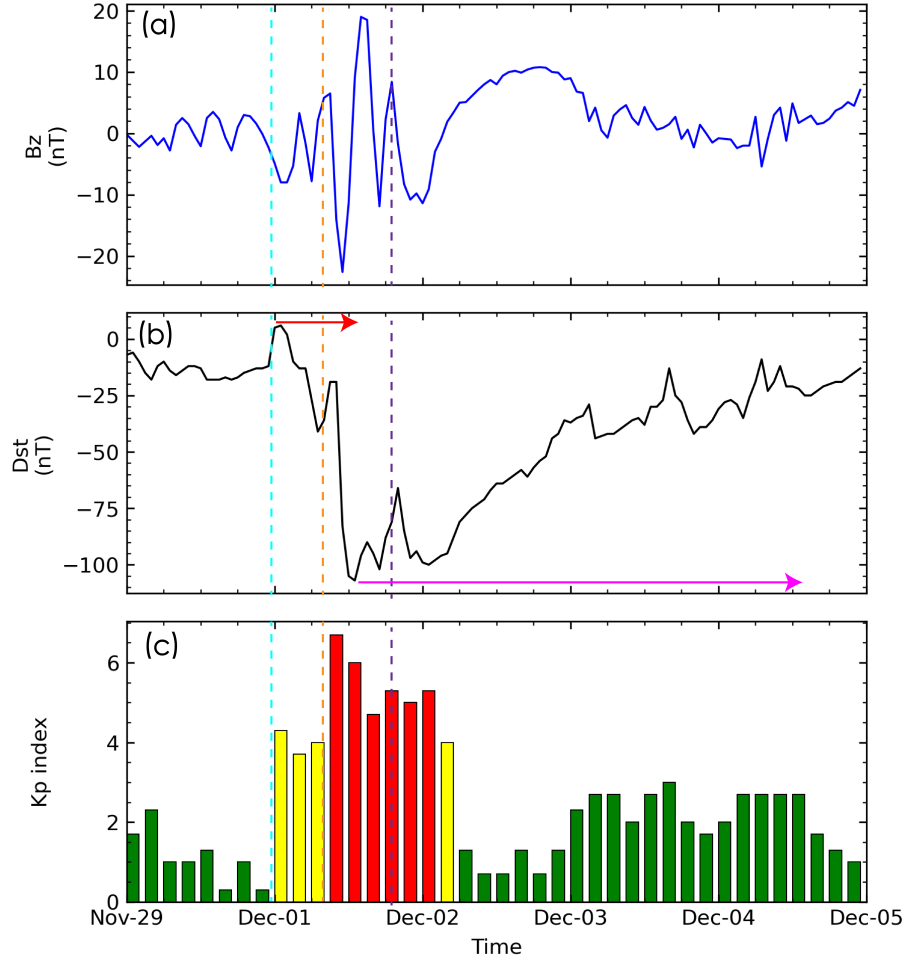 (a)
20
10
0
−10
−20
Bz
(nT)
(b)
0
−25
−50
−75
−100
Dst
(nT)
(c)
6
4
2
0
Kp index
Nov-29 Dec-01 Dec-02 Dec-03 Dec-04 Dec-05
Time